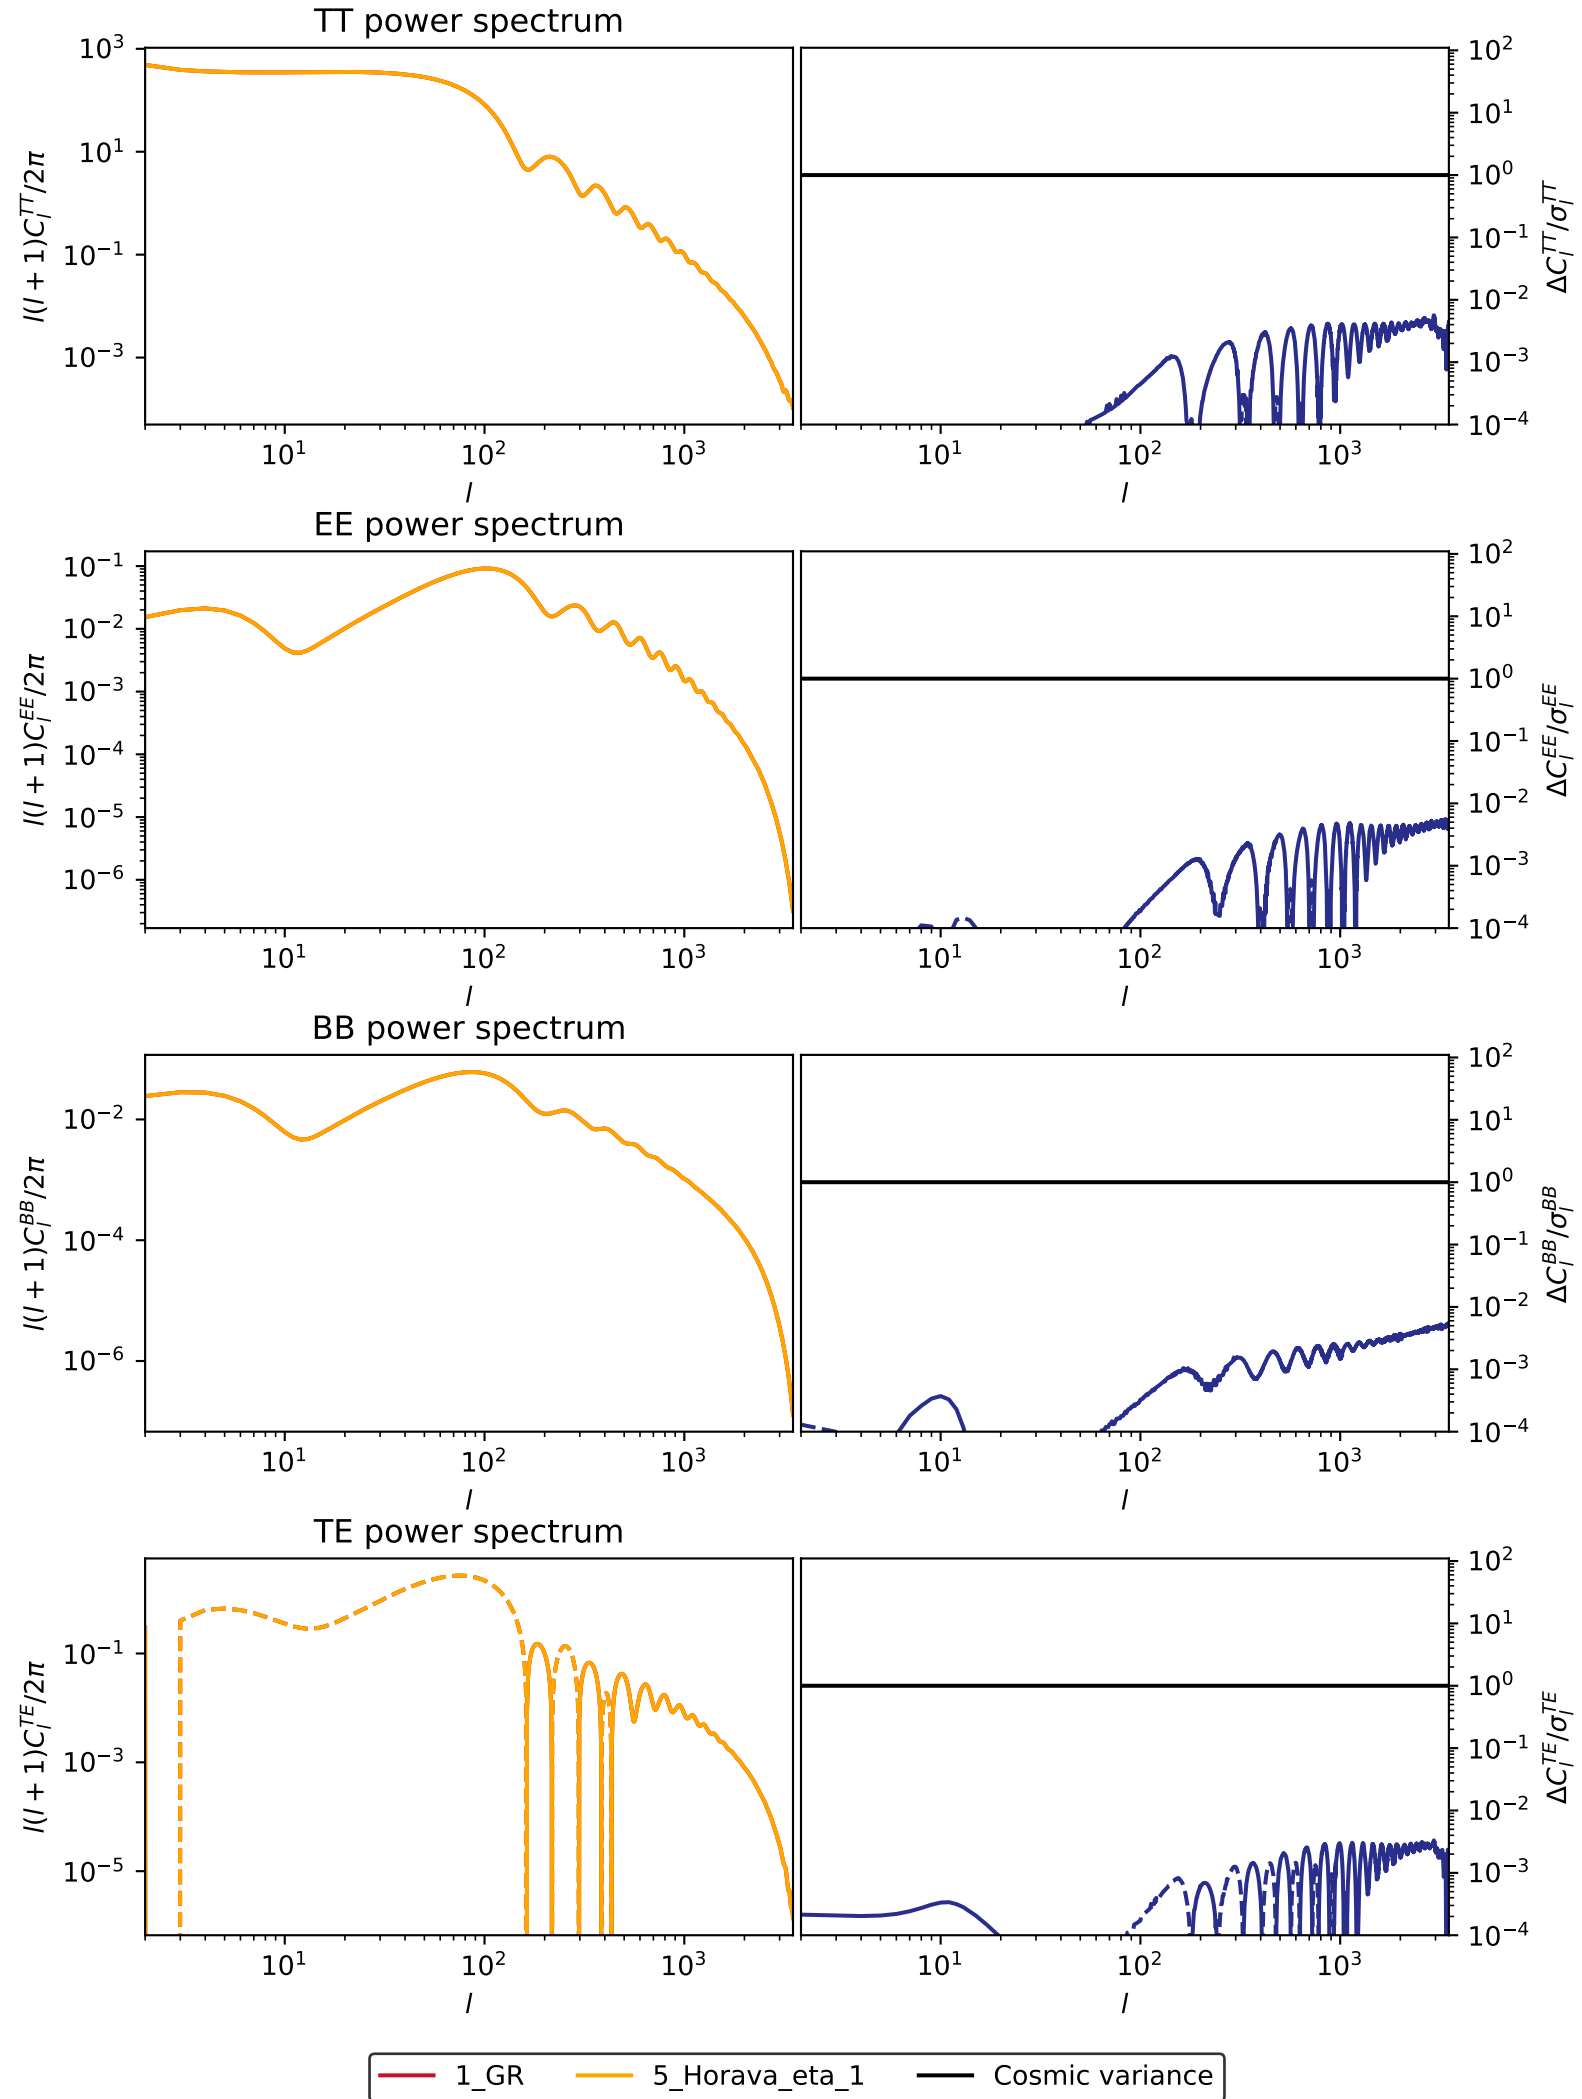 TT power spectrum
10^3
10^1
10^-1
10^-3
l(l + 1)C_l^TT/2π
10^1
10^2
10^3
l
10^2
10^1
10^0
10^-1
10^-2
10^-3
10^-4
ΔC_l^TT/σ_l^TT
10^1
10^2
10^3
l
EE power spectrum
10^-1
10^-2
10^-3
10^-4
10^-5
10^-6
l(l + 1)C_l^EE/2π
10^1
10^2
10^3
l
10^2
10^1
10^0
10^-1
10^-2
10^-3
10^-4
ΔC_l^EE/σ_l^EE
10^1
10^2
10^3
l
BB power spectrum
10^-2
10^-4
10^-6
l(l + 1)C_l^BB/2π
10^1
10^2
10^3
l
10^2
10^1
10^0
10^-1
10^-2
10^-3
10^-4
ΔC_l^BB/σ_l^BB
10^1
10^2
10^3
l
TE power spectrum
10^-1
10^-3
10^-5
l(l + 1)C_l^TE/2π
10^1
10^2
10^3
l
10^2
10^1
10^0
10^-1
10^-2
10^-3
10^-4
ΔC_l^TE/σ_l^TE
10^1
10^2
10^3
l
1_GR
5_Horava_eta_1
Cosmic variance